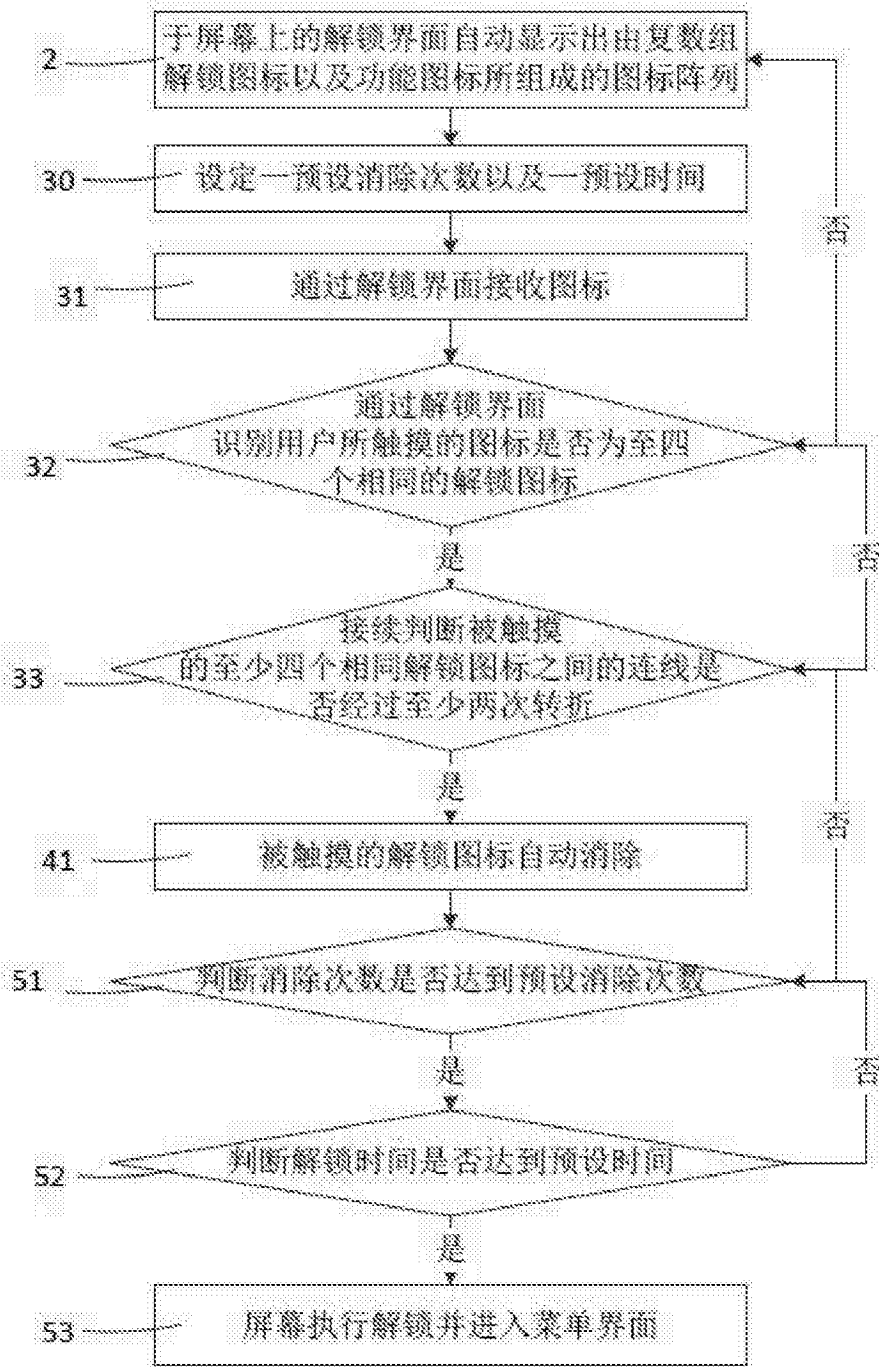 2
于屏幕上的解锁界面自动显示出由复数组
解锁图标以及功能图标所组成的图标阵列
30
设定一预设消除次数以及一预设时间
否
31
通过解锁界面接收图标
32
通过解锁界面
识别用户所触摸的图标是否为至四
个相同的解锁图标
是
否
33
接续判断被触摸
的至少四个相同解锁图标之间的连线是
否经过至少两次转折
是
否
41
被触摸的解锁图标自动消除
51
判断消除次数是否达到预设消除次数
是
否
52
判断解锁时间是否达到预设时间
是
53
屏幕执行解锁并进入菜单界面